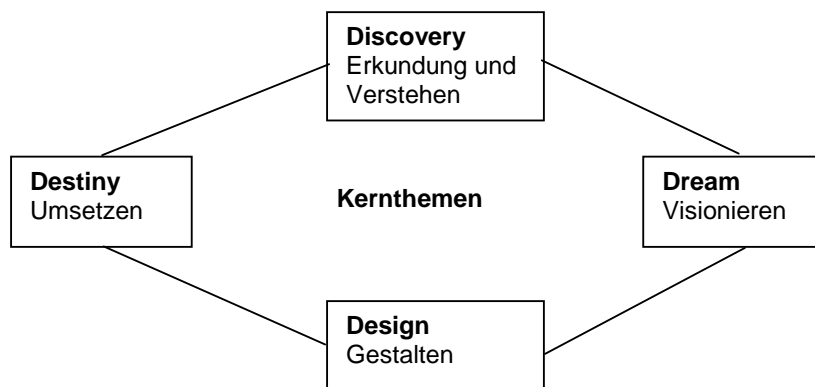 Discovery
Erkundung und
Verstehen
Destiny
Umsetzen
Kernthemen
Dream
Visionieren
Design
Gestalten